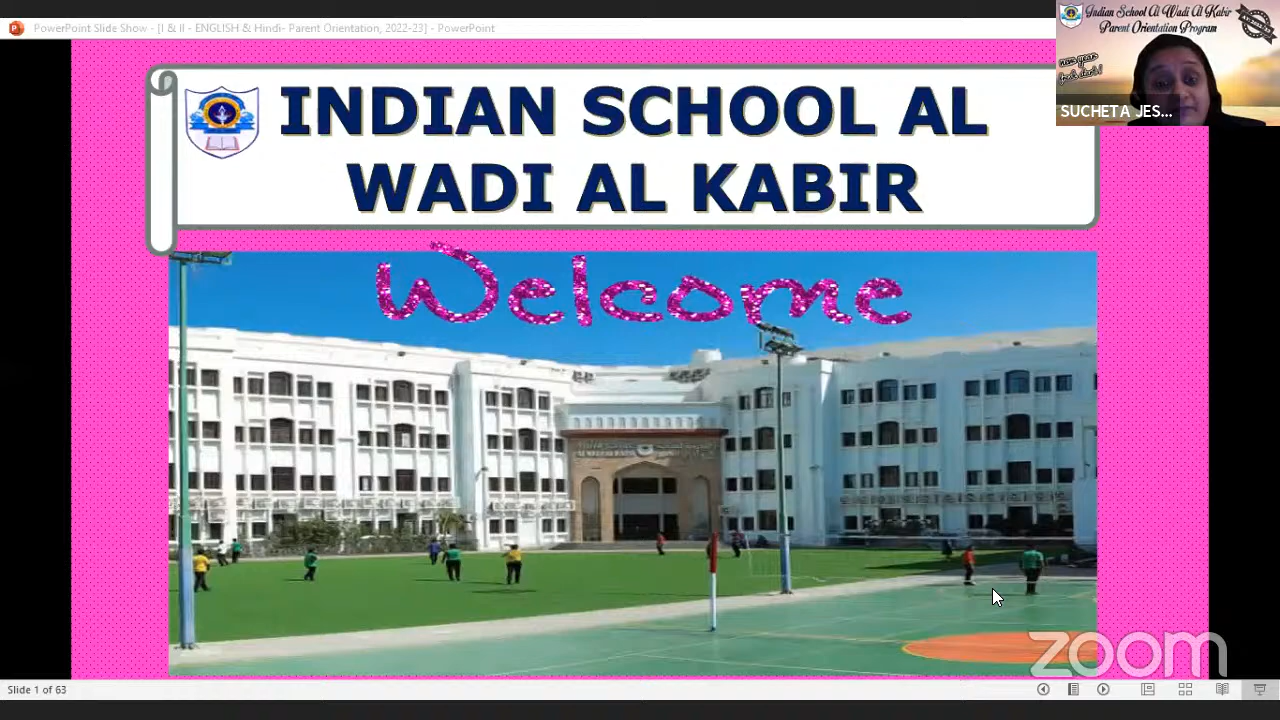 PowerPoint Slide Show - [I & II - ENGLISH & Hindi- Parent Orientation, 2022-23] - PowerPoint
Indian School Al Wadi Al Kabir
Parent Orientation Program
SUCHETA JES...
INDIAN SCHOOL AL
WADI AL KABIR
Welcome
zoom
Slide 1 of 63